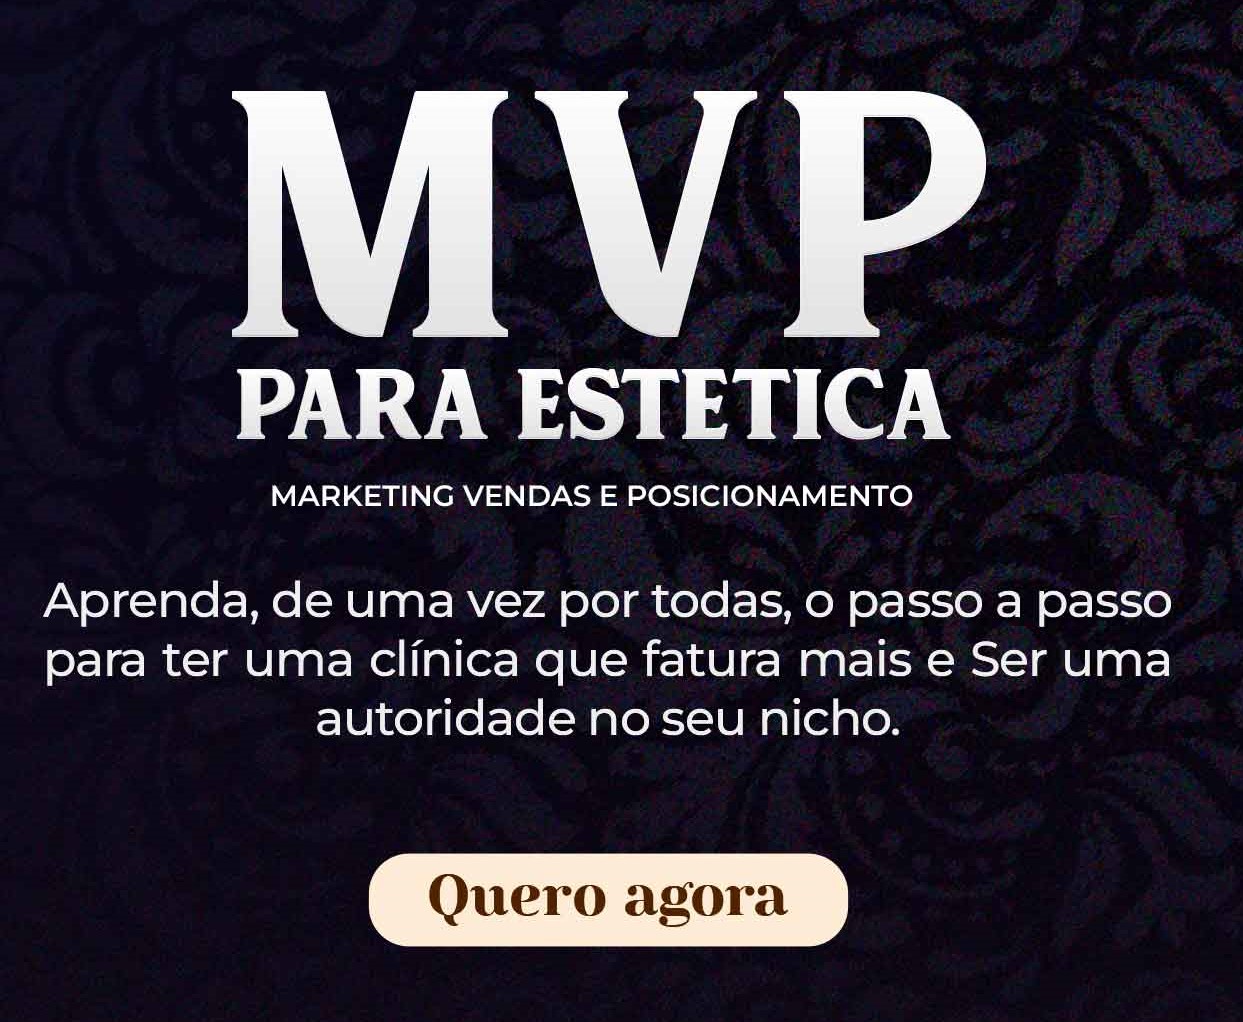 MVP
PARA ESTETICA
MARKETING VENDAS E POSICIONAMENTO
Aprenda, de uma vez por todas, o passo a passo
para ter uma clínica que fatura mais e Ser uma
autoridade no seu nicho.
Quero agora